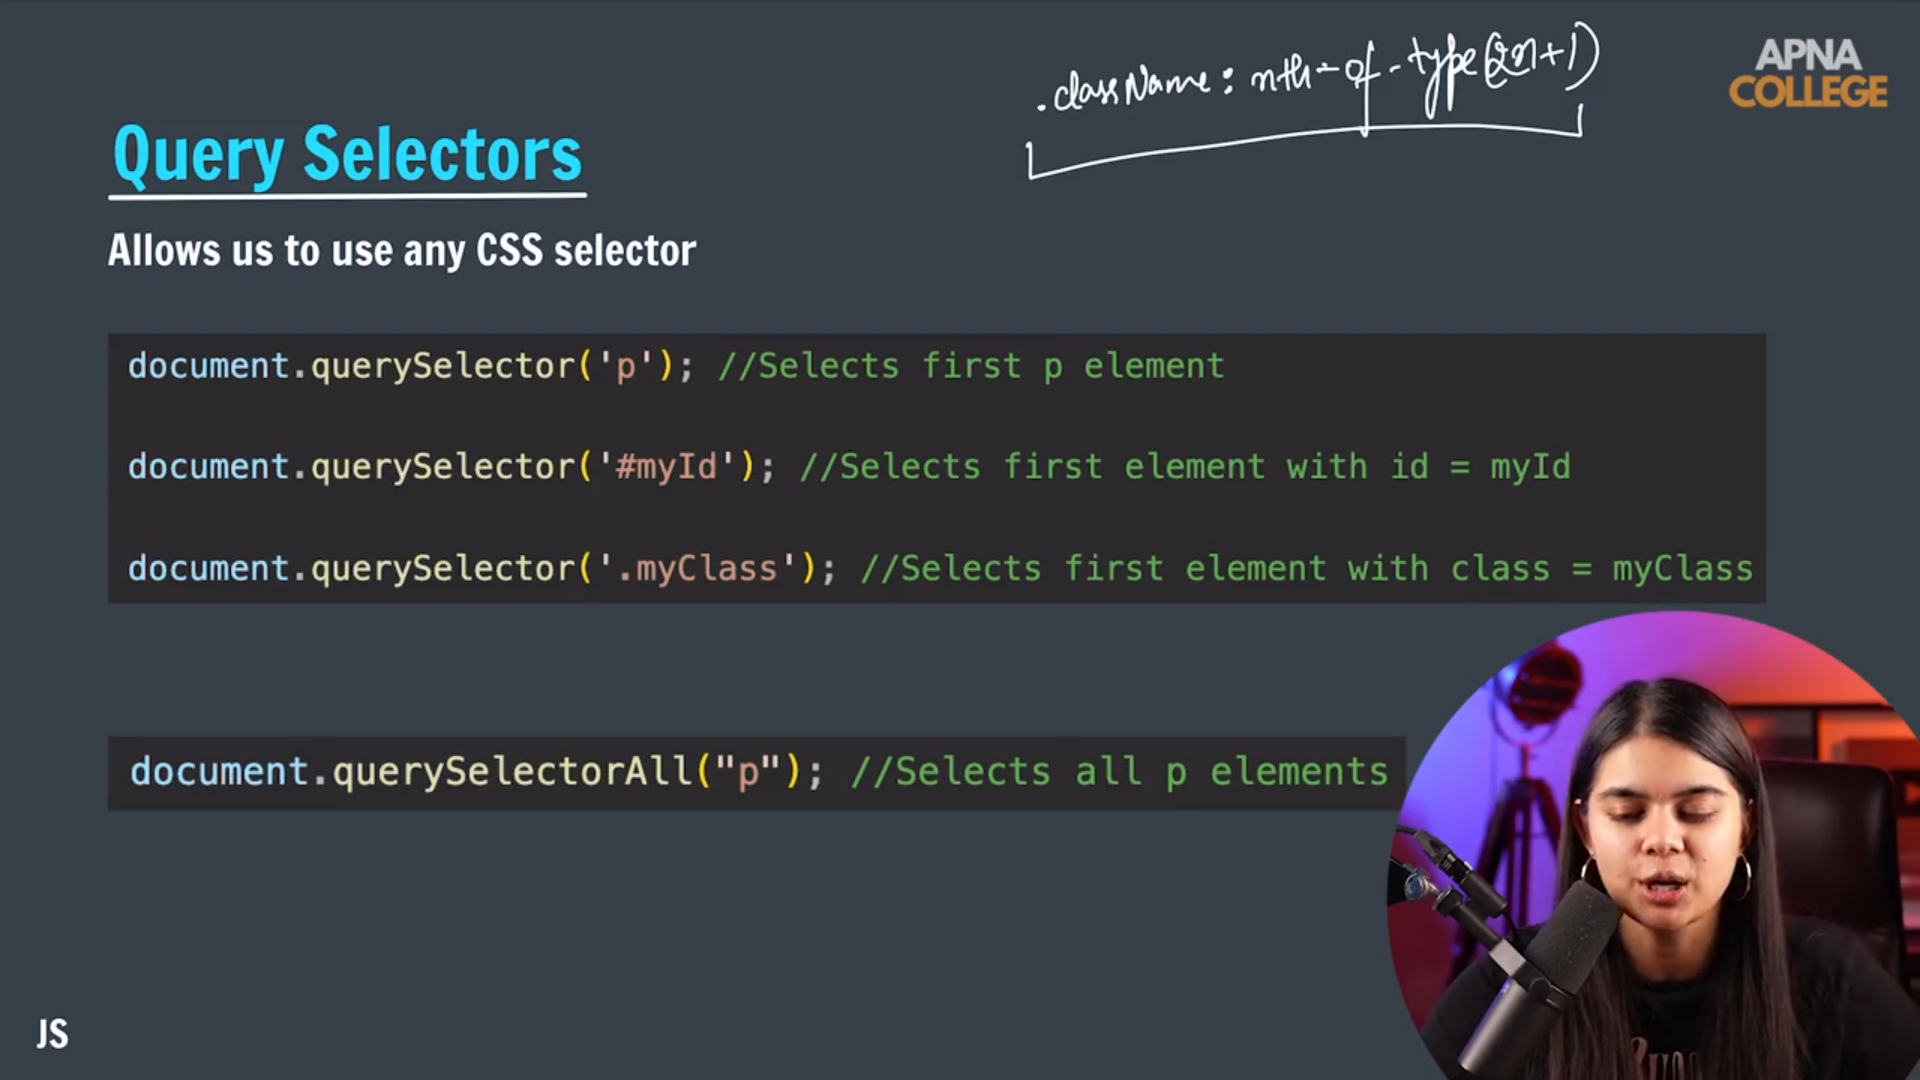 .className: nth-of-type(2n+1)
APNA
COLLEGE
Query Selectors
Allows us to use any CSS selector
document.querySelector('p'); //Selects first p element
document.querySelector('#myId'); //Selects first element with id = myId
document.querySelector('.myClass'); //Selects first element with class = myClass
document.querySelectorAll("p"); //Selects all p elements
JS